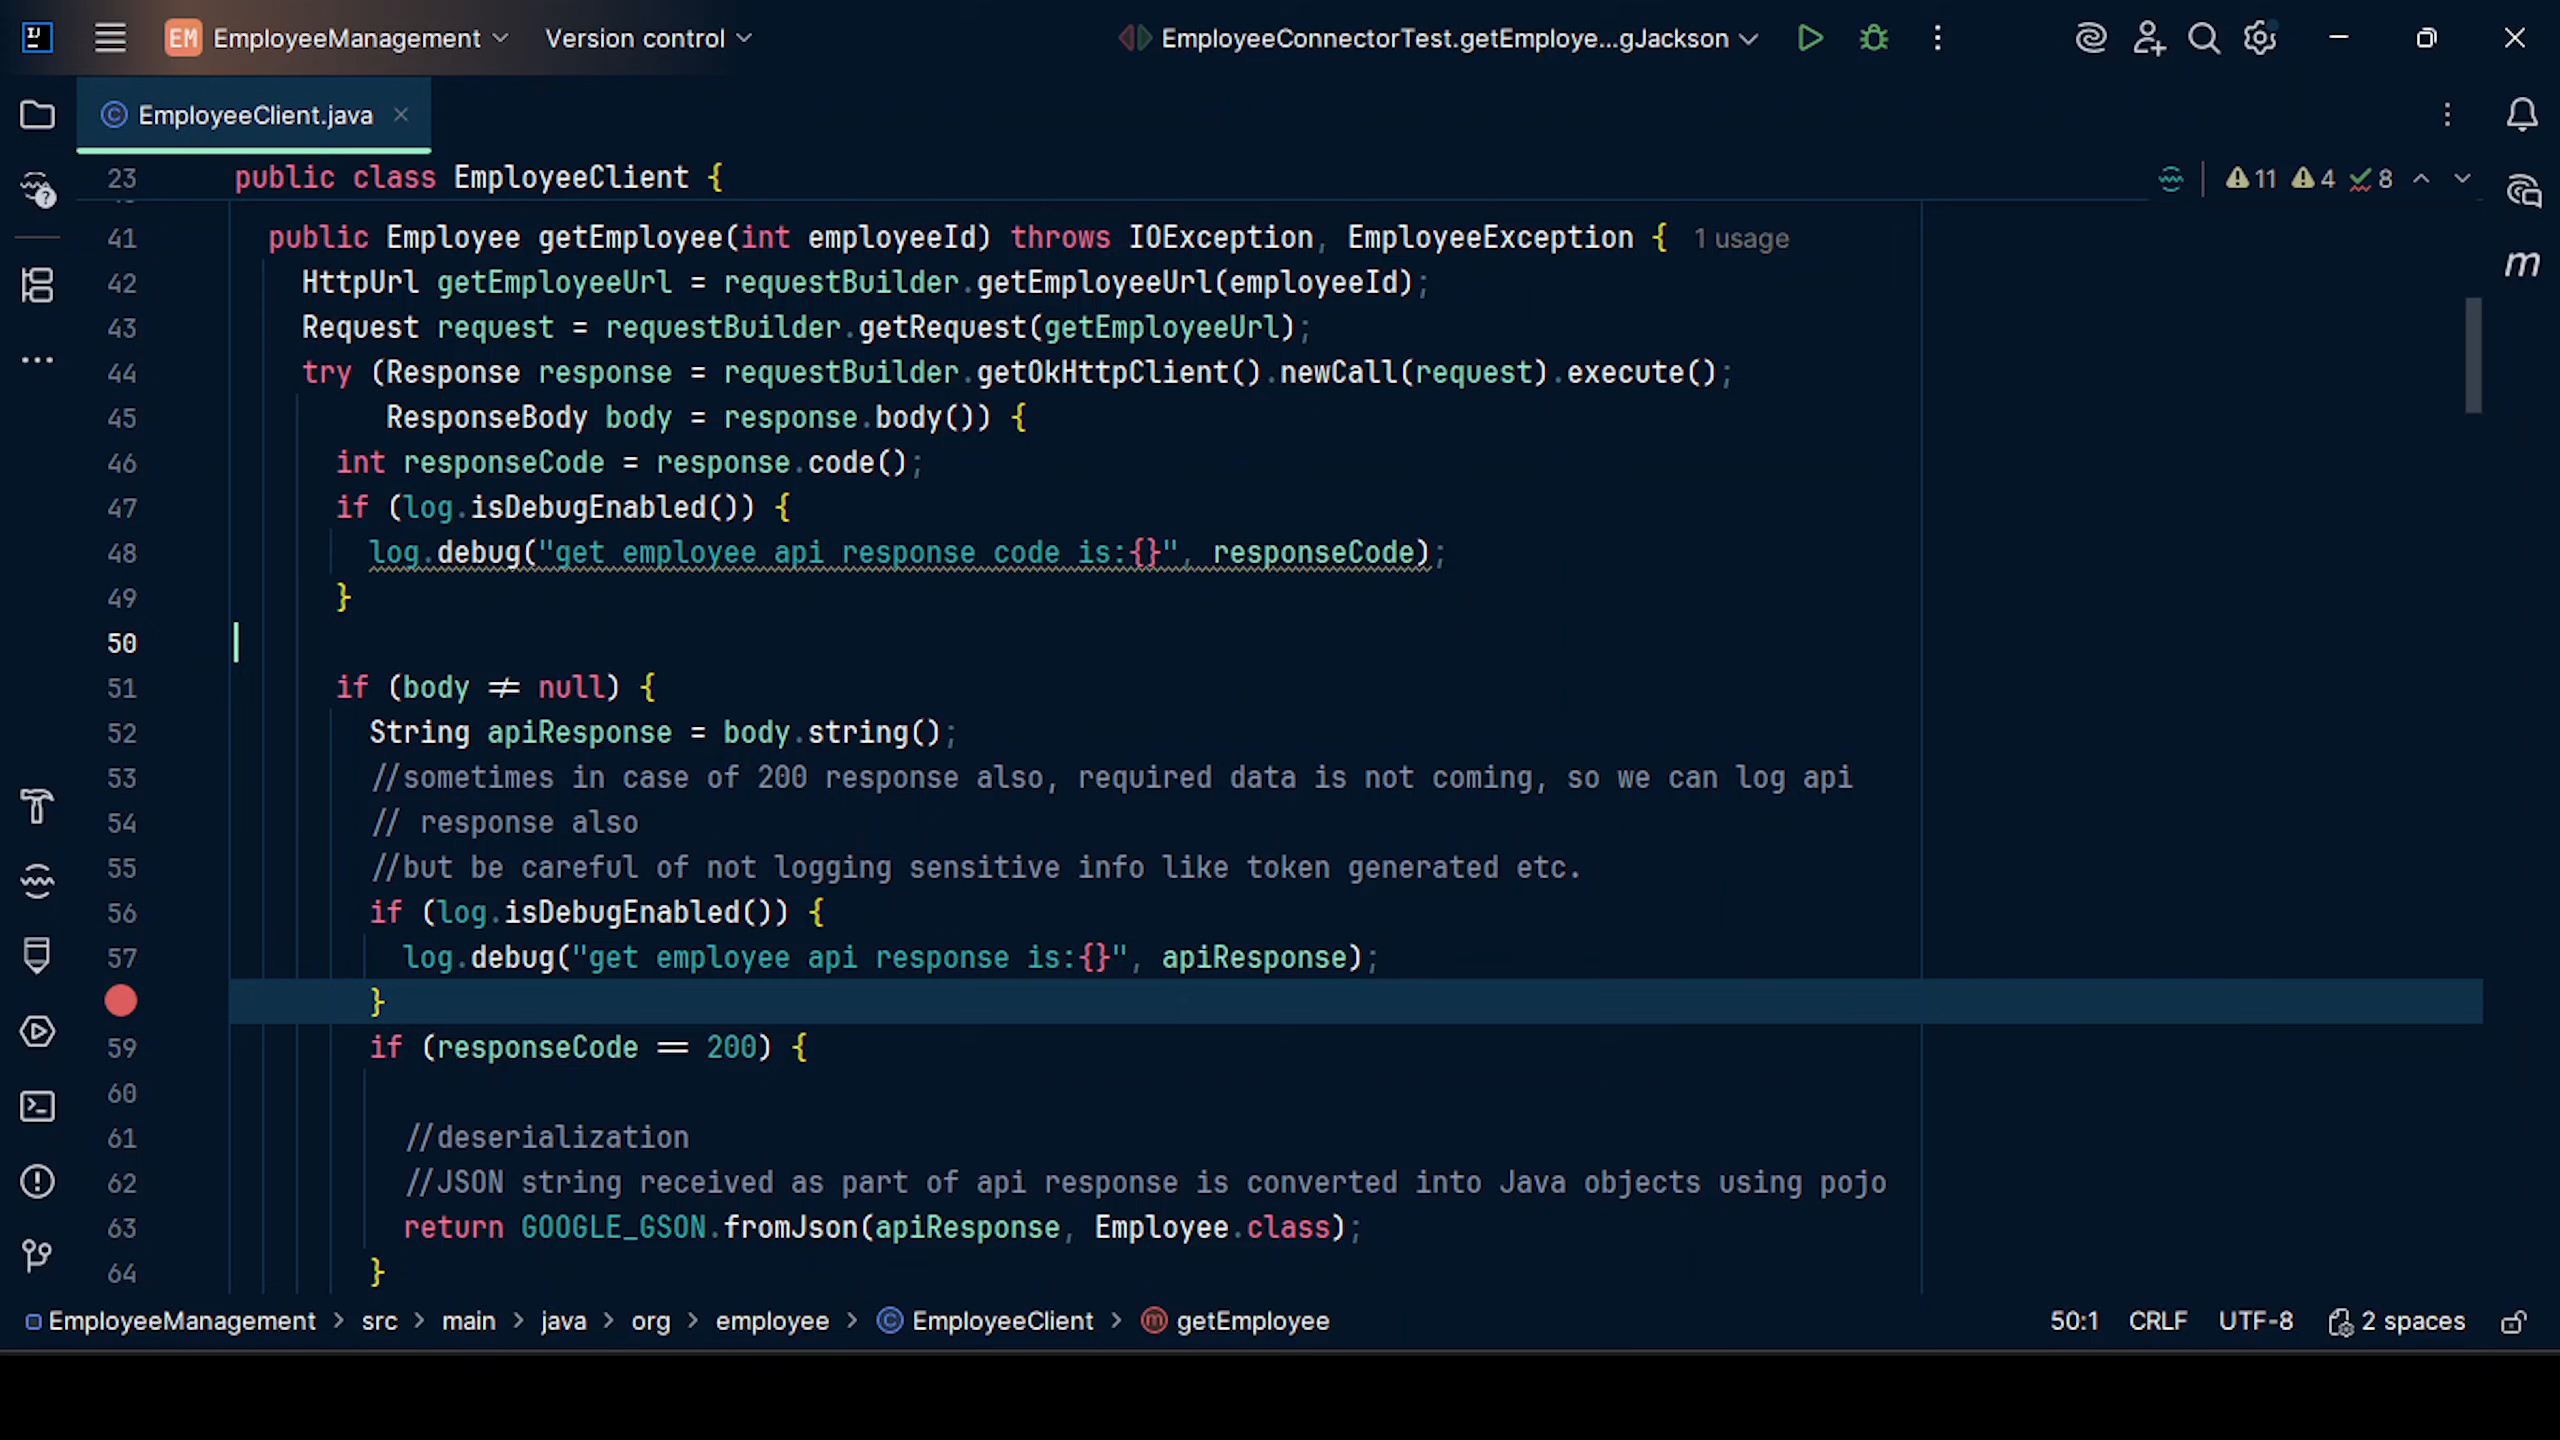 EM EmployeeManagement Version control EmployeeConnectorTest.getEmploye...gJackson
EmployeeClient.java
23 public class EmployeeClient { 11 4 8
41 public Employee getEmployee(int employeeId) throws IOException, EmployeeException { 1 usage
42 HttpUrl getEmployeeUrl = requestBuilder.getEmployeeUrl(employeeId);
43 Request request = requestBuilder.getRequest(getEmployeeUrl);
44 try (Response response = requestBuilder.getOkHttpClient().newCall(request).execute();
45 ResponseBody body = response.body()) {
46 int responseCode = response.code();
47 if (log.isDebugEnabled()) {
48 log.debug("get employee api response code is:{}", responseCode);
49 }
50
51 if (body ≠ null) {
52 String apiResponse = body.string();
53 //sometimes in case of 200 response also, required data is not coming, so we can log api
54 // response also
55 //but be careful of not logging sensitive info like token generated etc.
56 if (log.isDebugEnabled()) {
57 log.debug("get employee api response is:{}", apiResponse);
}
59 if (responseCode == 200) {
60
61 //deserialization
62 //JSON string received as part of api response is converted into Java objects using pojo
63 return GOOGLE_GSON.fromJson(apiResponse, Employee.class);
64 }
EmployeeManagement > src > main > java > org > employee > EmployeeClient > getEmployee 50:1 CRLF UTF-8 2 spaces